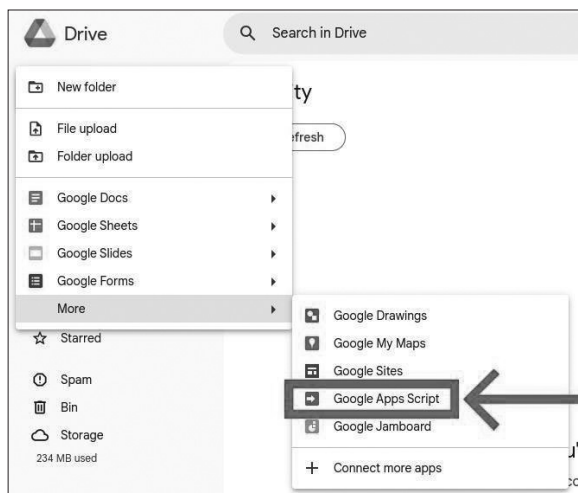 Drive
Search in Drive
New folder
ty
File upload
efresh
Folder upload
Google Docs
Google Sheets
Google Slides
Google Forms
More
Google Drawings
Starred
Google My Maps
Google Sites
Spam
Google Apps Script
Bin
Google Jamboard
Storage
234 MB used
Connect more apps